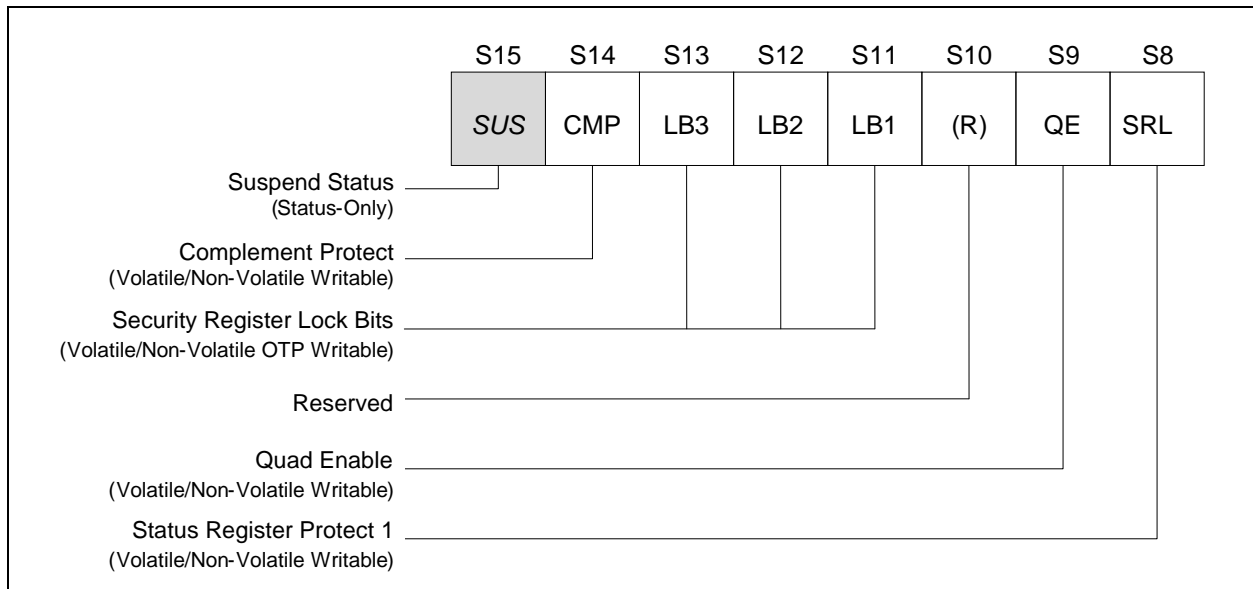 S15 S14 S13 S12 S11 S10 S9 S8
SUS CMP LB3 LB2 LB1 (R) QE SRL
Suspend Status
(Status-Only)
Complement Protect
(Volatile/Non-Volatile Writable)
Security Register Lock Bits
(Volatile/Non-Volatile OTP Writable)
Reserved
Quad Enable
(Volatile/Non-Volatile Writable)
Status Register Protect 1
(Volatile/Non-Volatile Writable)